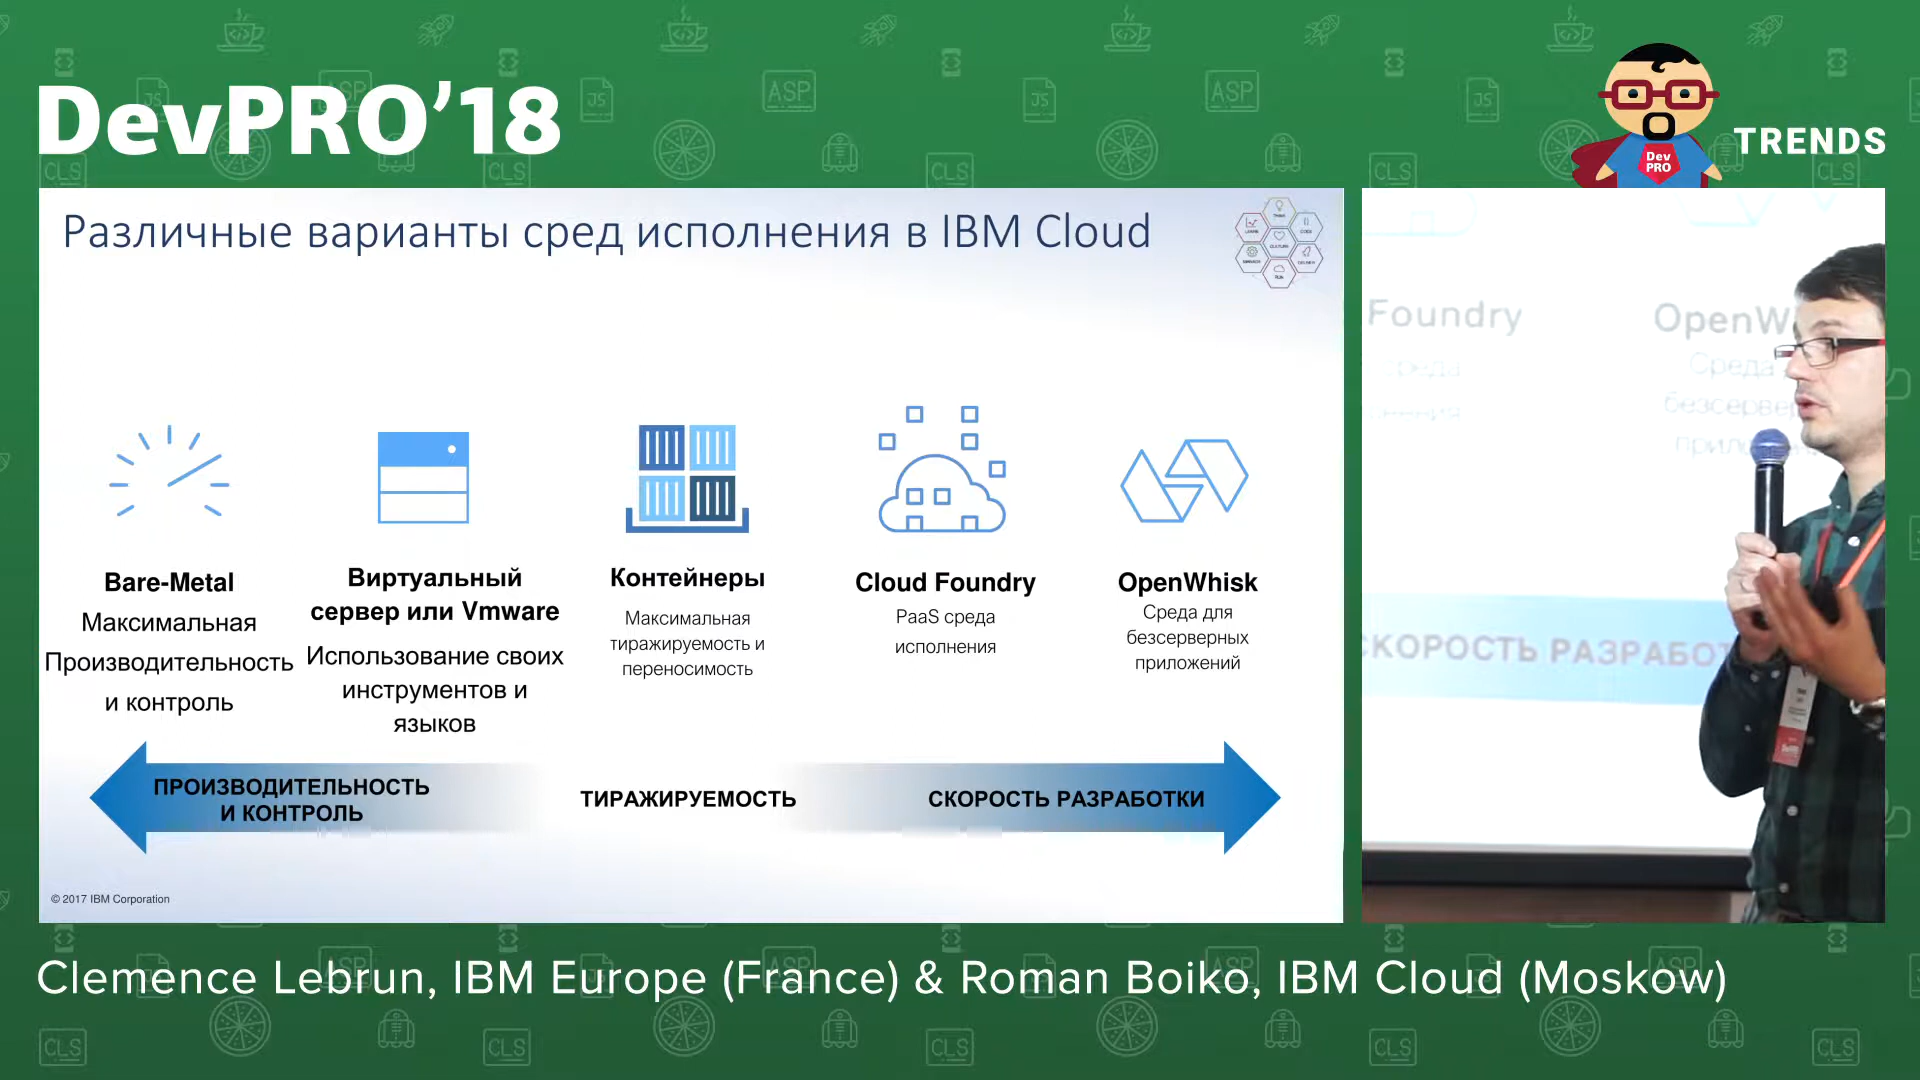 DevPRO’18
TRENDS
Dev
PRO
Различные варианты сред исполнения в IBM Cloud
Bare-Metal
Максимальная
Производительность
и контроль
Виртуальный
сервер или Vmware
Использование своих
инструментов и
языков
Контейнеры
Максимальная
тиражируемость и
переносимость
Cloud Foundry
PaaS среда
исполнения
OpenWhisk
Среда для
безсерверных
приложений
ПРОИЗВОДИТЕЛЬНОСТЬ
И КОНТРОЛЬ
ТИРАЖИРУЕМОСТЬ
СКОРОСТЬ РАЗРАБОТКИ
© 2017 IBM Corporation
Foundry
OpenW
Среда
СКОРОСТЬ РАЗРАБОТ
Clemence Lebrun, IBM Europe (France) & Roman Boiko, IBM Cloud (Moskow)